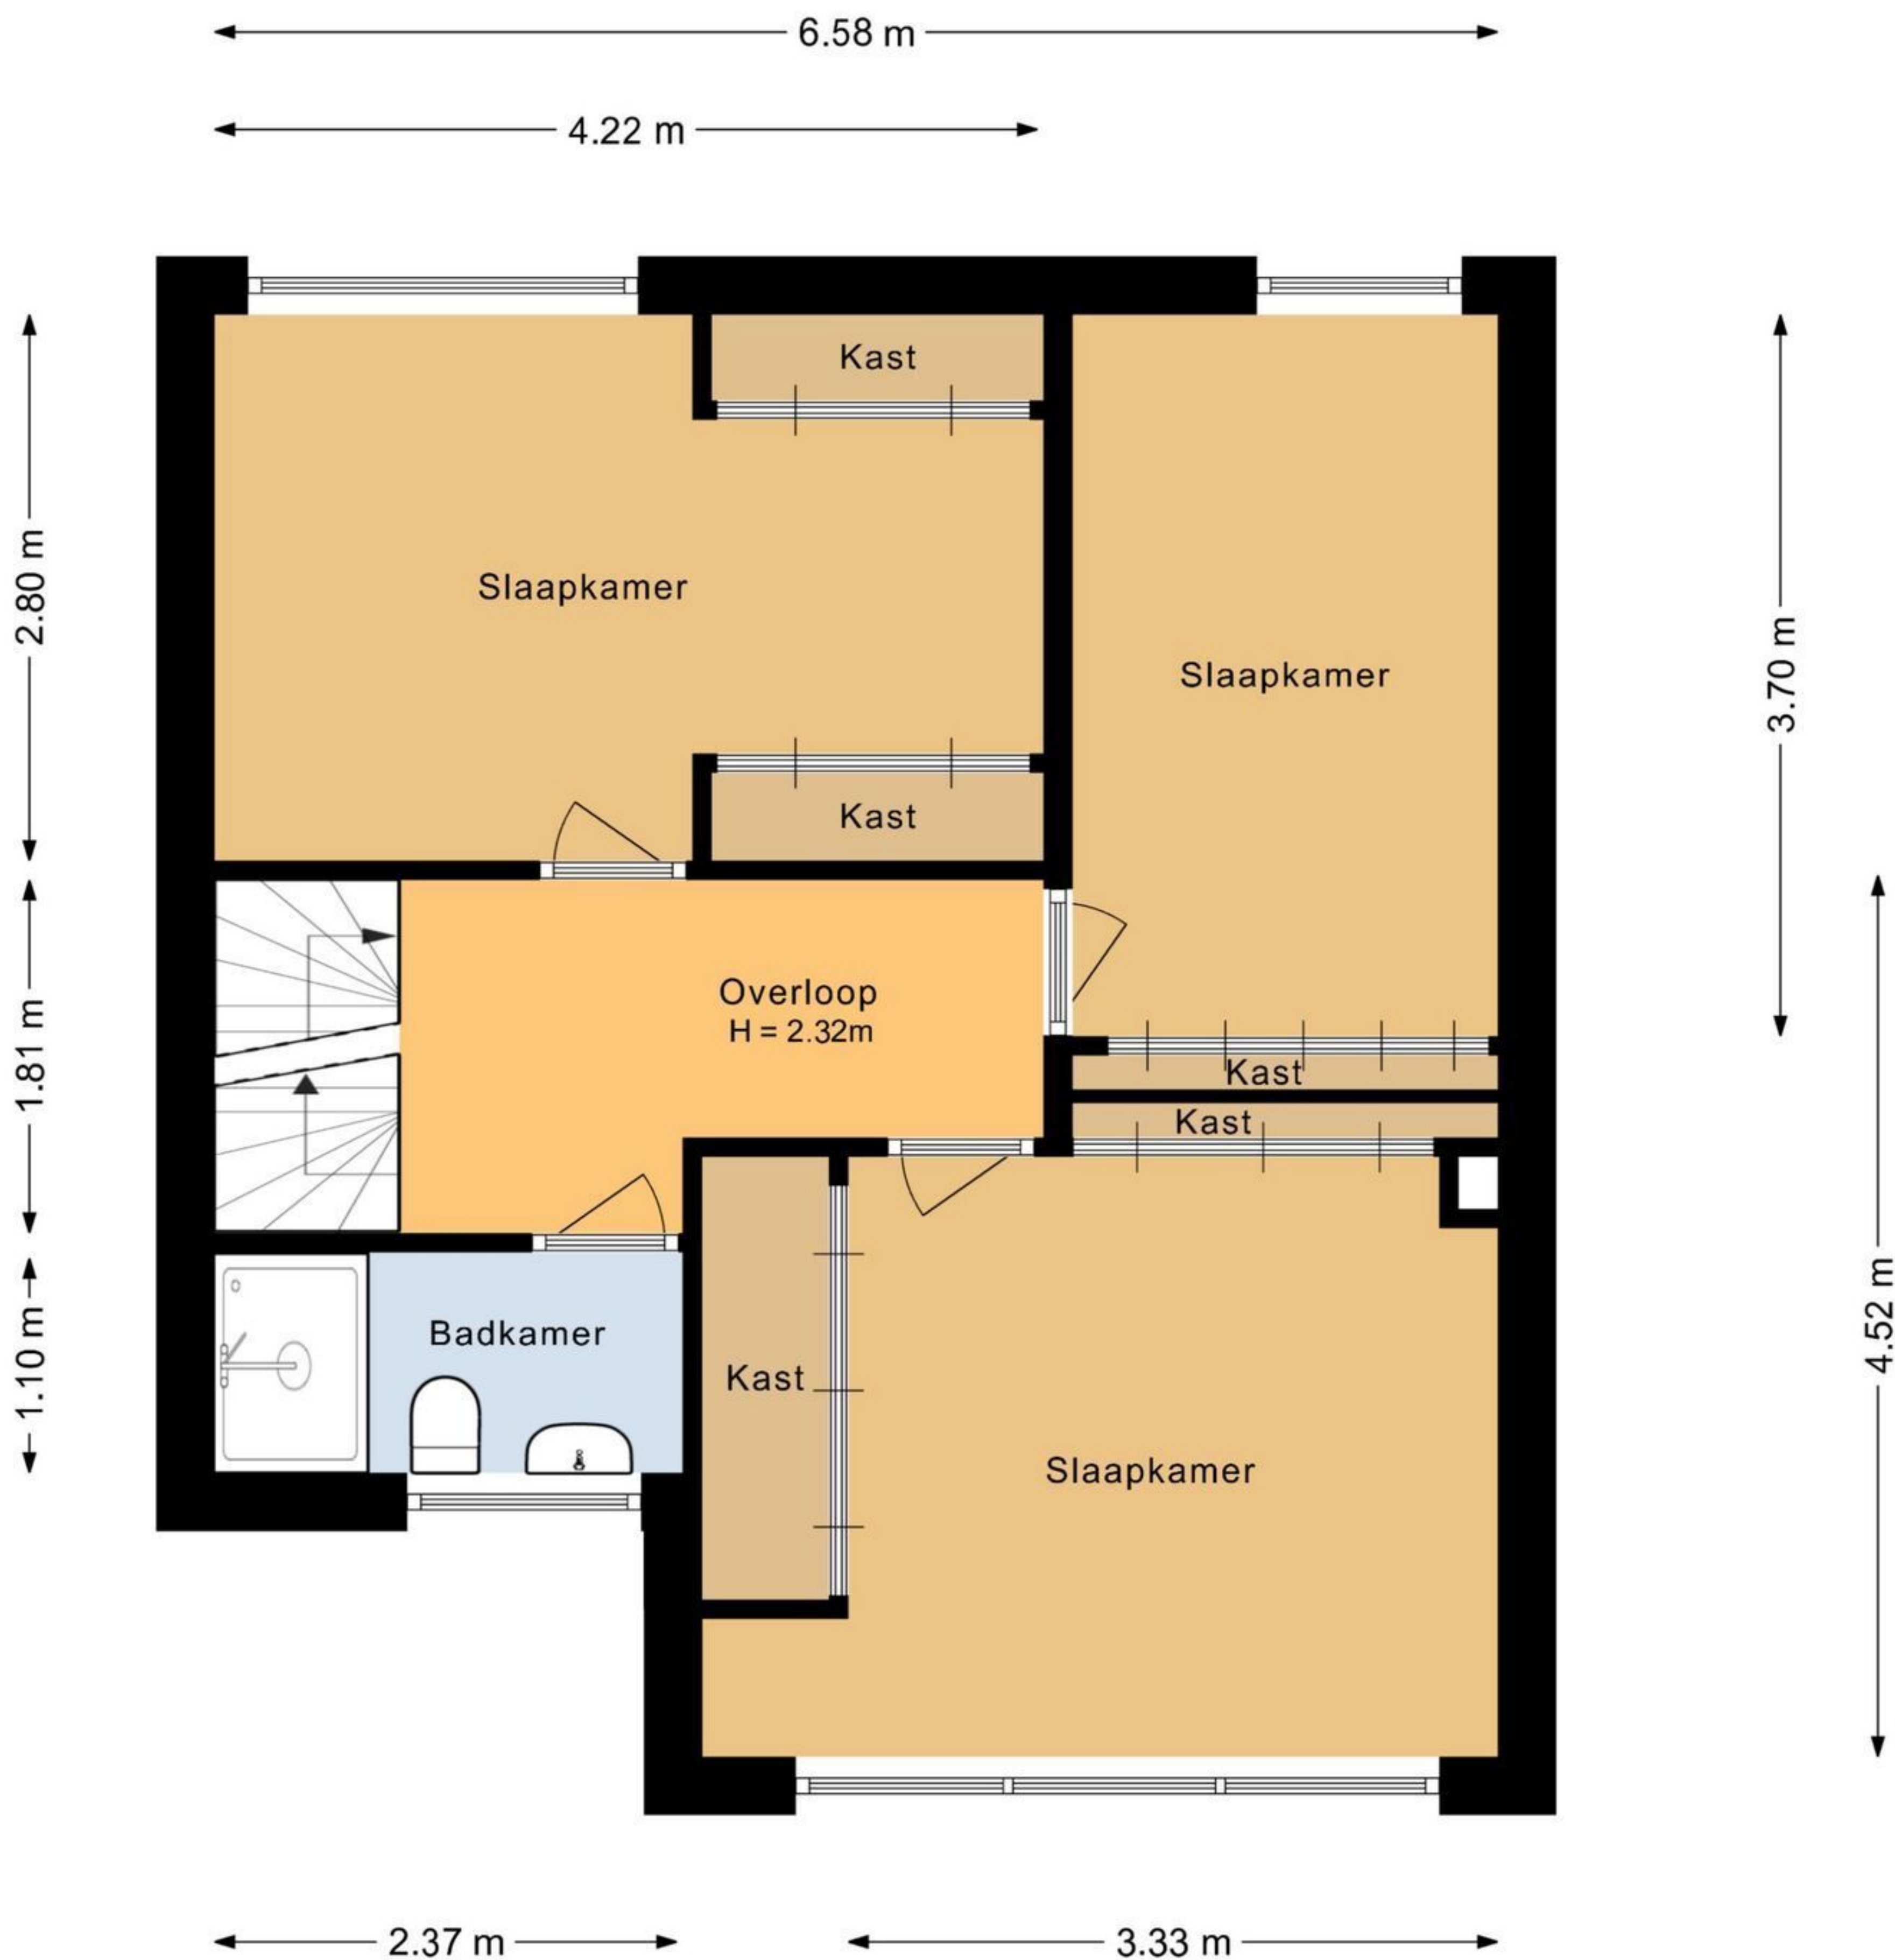 6.58 m
4.22 m
Kast
2.80 m
Slaapkamer
Slaapkamer
3.70 m
Kast
Overloop
H = 2.32m
1.81 m
Kast
Kast
4.52 m
1.10 m
Badkamer
Kast
Slaapkamer
2.37 m
3.33 m